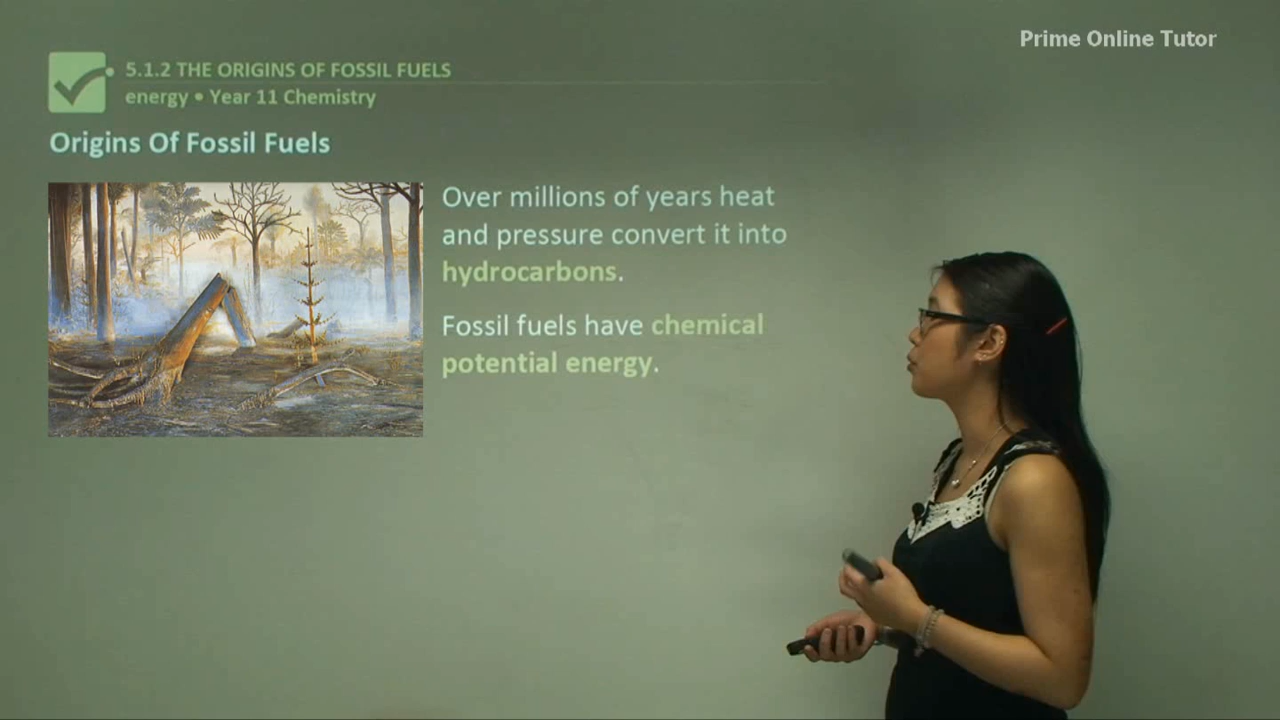 Prime Online Tutor
5.1.2 THE ORIGINS OF FOSSIL FUELS
energy • Year 11 Chemistry
Origins Of Fossil Fuels
Over millions of years heat
and pressure convert it into
hydrocarbons.
Fossil fuels have chemical
potential energy.